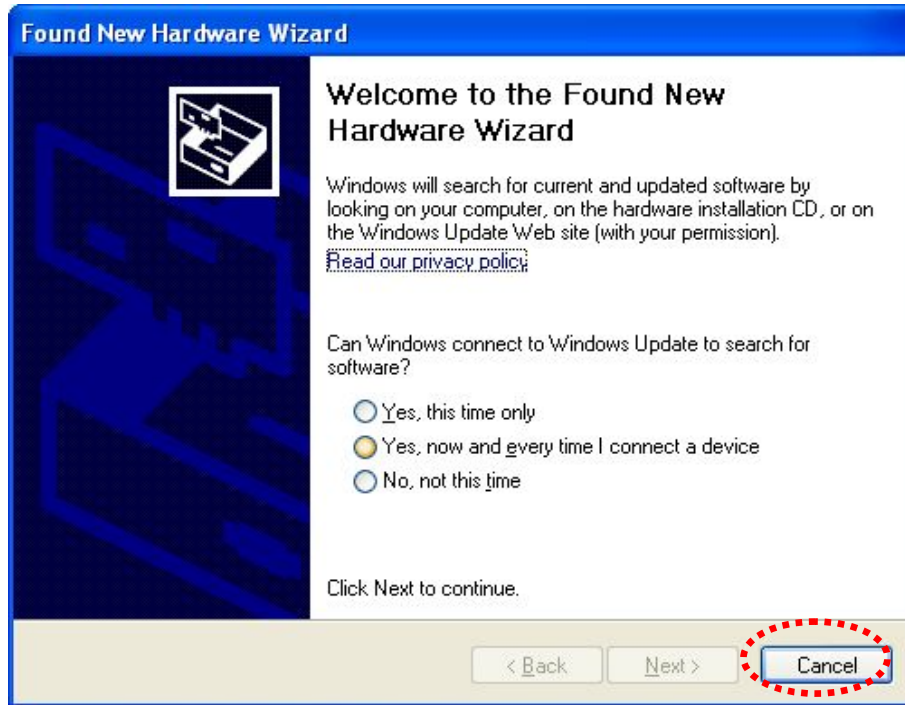 Found New Hardware Wizard
Welcome to the Found New
Hardware Wizard
Windows will search for current and updated software by
looking on your computer, on the hardware installation CD, or on
the Windows Update Web site (with your permission).
Read our privacy policy
Can Windows connect to Windows Update to search for
software?
Yes, this time only
Yes, now and every time I connect a device
No, not this time
Click Next to continue.
< Back
Next >
Cancel